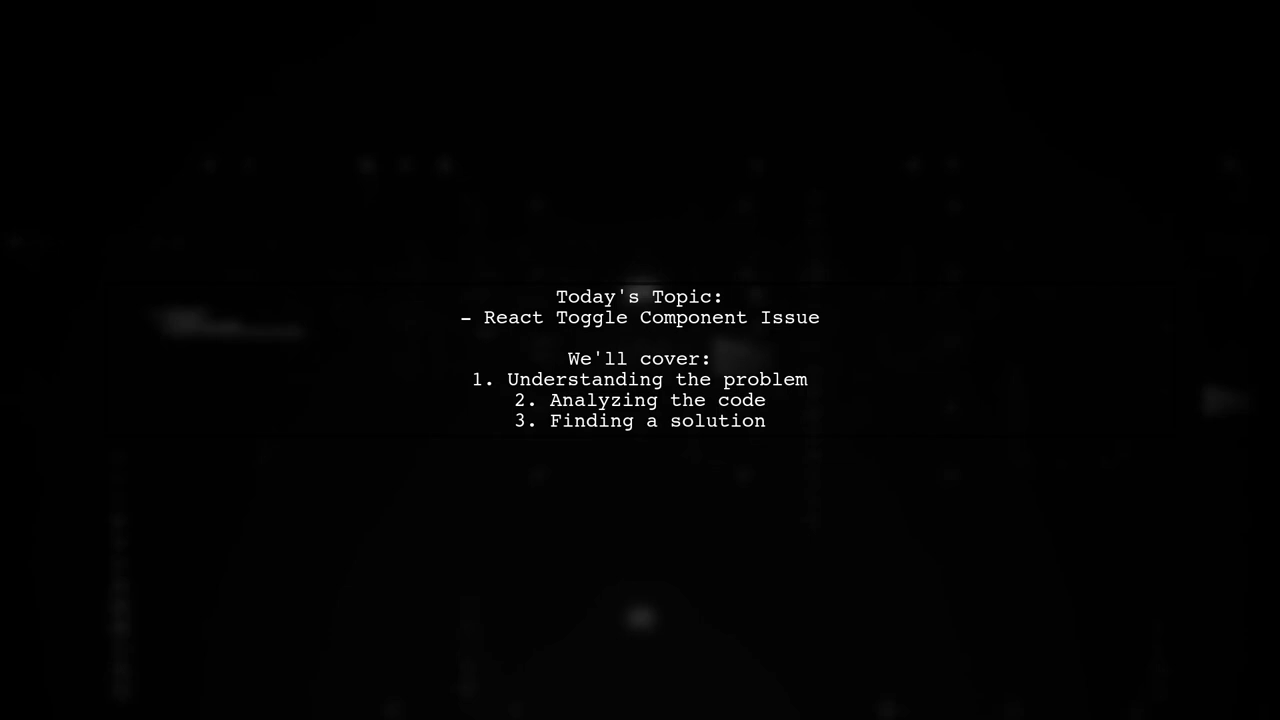 Today's Topic:
- React Toggle Component Issue
We'll cover:
1. Understanding the problem
2. Analyzing the code
3. Finding a solution